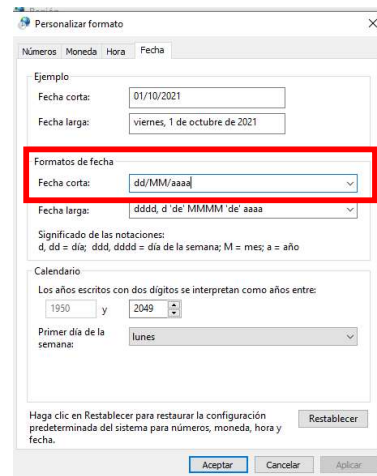 Personalizar formato
Números Moneda Hora Fecha
Ejemplo
Fecha corta: 01/10/2021
Fecha larga: viernes, 1 de octubre de 2021
Formatos de fecha
Fecha corta: dd/MM/aaaa
Fecha larga: dddd, d 'de' MMMM 'de' aaaa
Significado de las notaciones:
d, dd = día; ddd, dddd = día de la semana; M = mes; a = año
Calendario
Los años escritos con dos dígitos se interpretan como años entre:
1950 y 2049
Primer día de la lunes
semana:
Haga clic en Restablecer para restaurar la configuración
predeterminada del sistema para números, moneda, hora y
fecha.
Restablecer
Aceptar Cancelar Aplicar